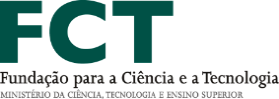 FCT
Fundação para a Ciência e a Tecnologia
MINISTÉRIO DA CIÊNCIA, TECNOLOGIA E ENSINO SUPERIOR